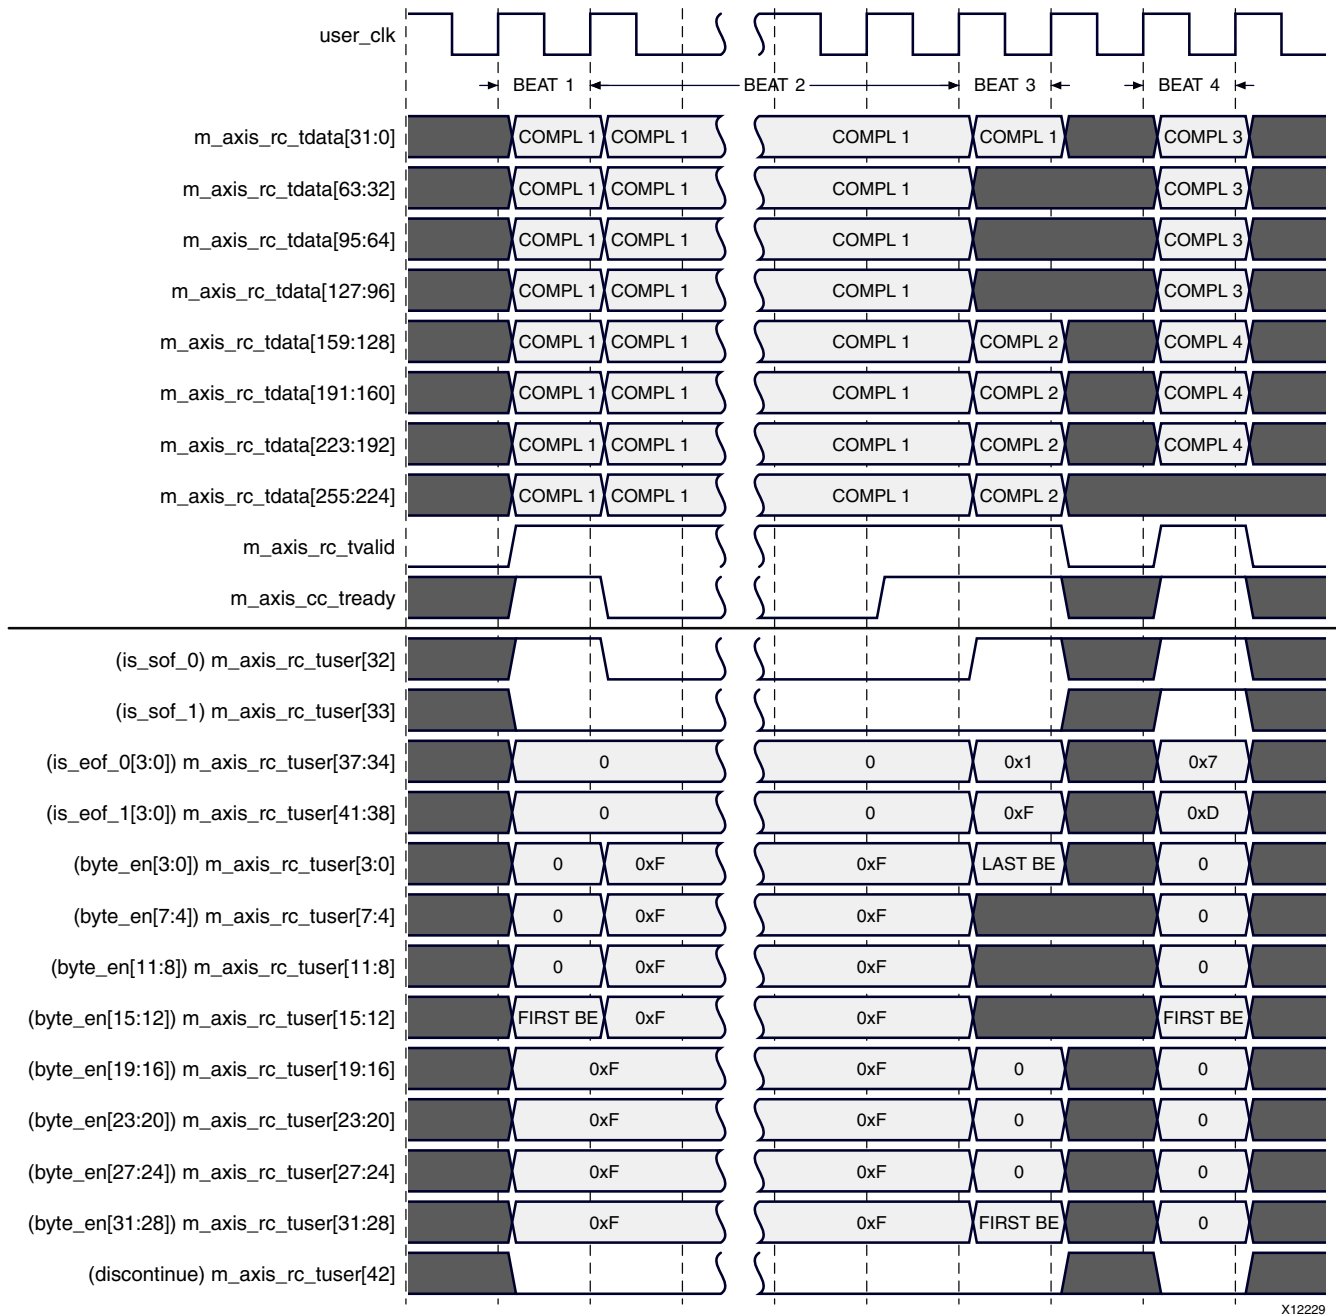 user_clk
BEAT 1 BEAT 2 BEAT 3 BEAT 4
m_axis_rc_tdata[31:0] COMPL 1 COMPL 1 COMPL 1 COMPL 1 COMPL 3
m_axis_rc_tdata[63:32] COMPL 1 COMPL 1 COMPL 1 COMPL 3
m_axis_rc_tdata[95:64] COMPL 1 COMPL 1 COMPL 1 COMPL 3
m_axis_rc_tdata[127:96] COMPL 1 COMPL 1 COMPL 1 COMPL 3
m_axis_rc_tdata[159:128] COMPL 1 COMPL 1 COMPL 1 COMPL 2 COMPL 4
m_axis_rc_tdata[191:160] COMPL 1 COMPL 1 COMPL 1 COMPL 2 COMPL 4
m_axis_rc_tdata[223:192] COMPL 1 COMPL 1 COMPL 1 COMPL 2 COMPL 4
m_axis_rc_tdata[255:224] COMPL 1 COMPL 1 COMPL 1 COMPL 2
m_axis_rc_tvalid
m_axis_cc_tready
(is_sof_0) m_axis_rc_tuser[32]
(is_sof_1) m_axis_rc_tuser[33]
(is_eof_0[3:0]) m_axis_rc_tuser[37:34] 0 0 0x1 0x7
(is_eof_1[3:0]) m_axis_rc_tuser[41:38] 0 0 0xF 0xD
(byte_en[3:0]) m_axis_rc_tuser[3:0] 0 0xF 0xF LAST BE 0
(byte_en[7:4]) m_axis_rc_tuser[7:4] 0 0xF 0xF 0
(byte_en[11:8]) m_axis_rc_tuser[11:8] 0 0xF 0xF 0
(byte_en[15:12]) m_axis_rc_tuser[15:12] FIRST BE 0xF 0xF FIRST BE
(byte_en[19:16]) m_axis_rc_tuser[19:16] 0xF 0xF 0 0
(byte_en[23:20]) m_axis_rc_tuser[23:20] 0xF 0xF 0 0
(byte_en[27:24]) m_axis_rc_tuser[27:24] 0xF 0xF 0 0
(byte_en[31:28]) m_axis_rc_tuser[31:28] 0xF 0xF FIRST BE 0
(discontinue) m_axis_rc_tuser[42]
X12229